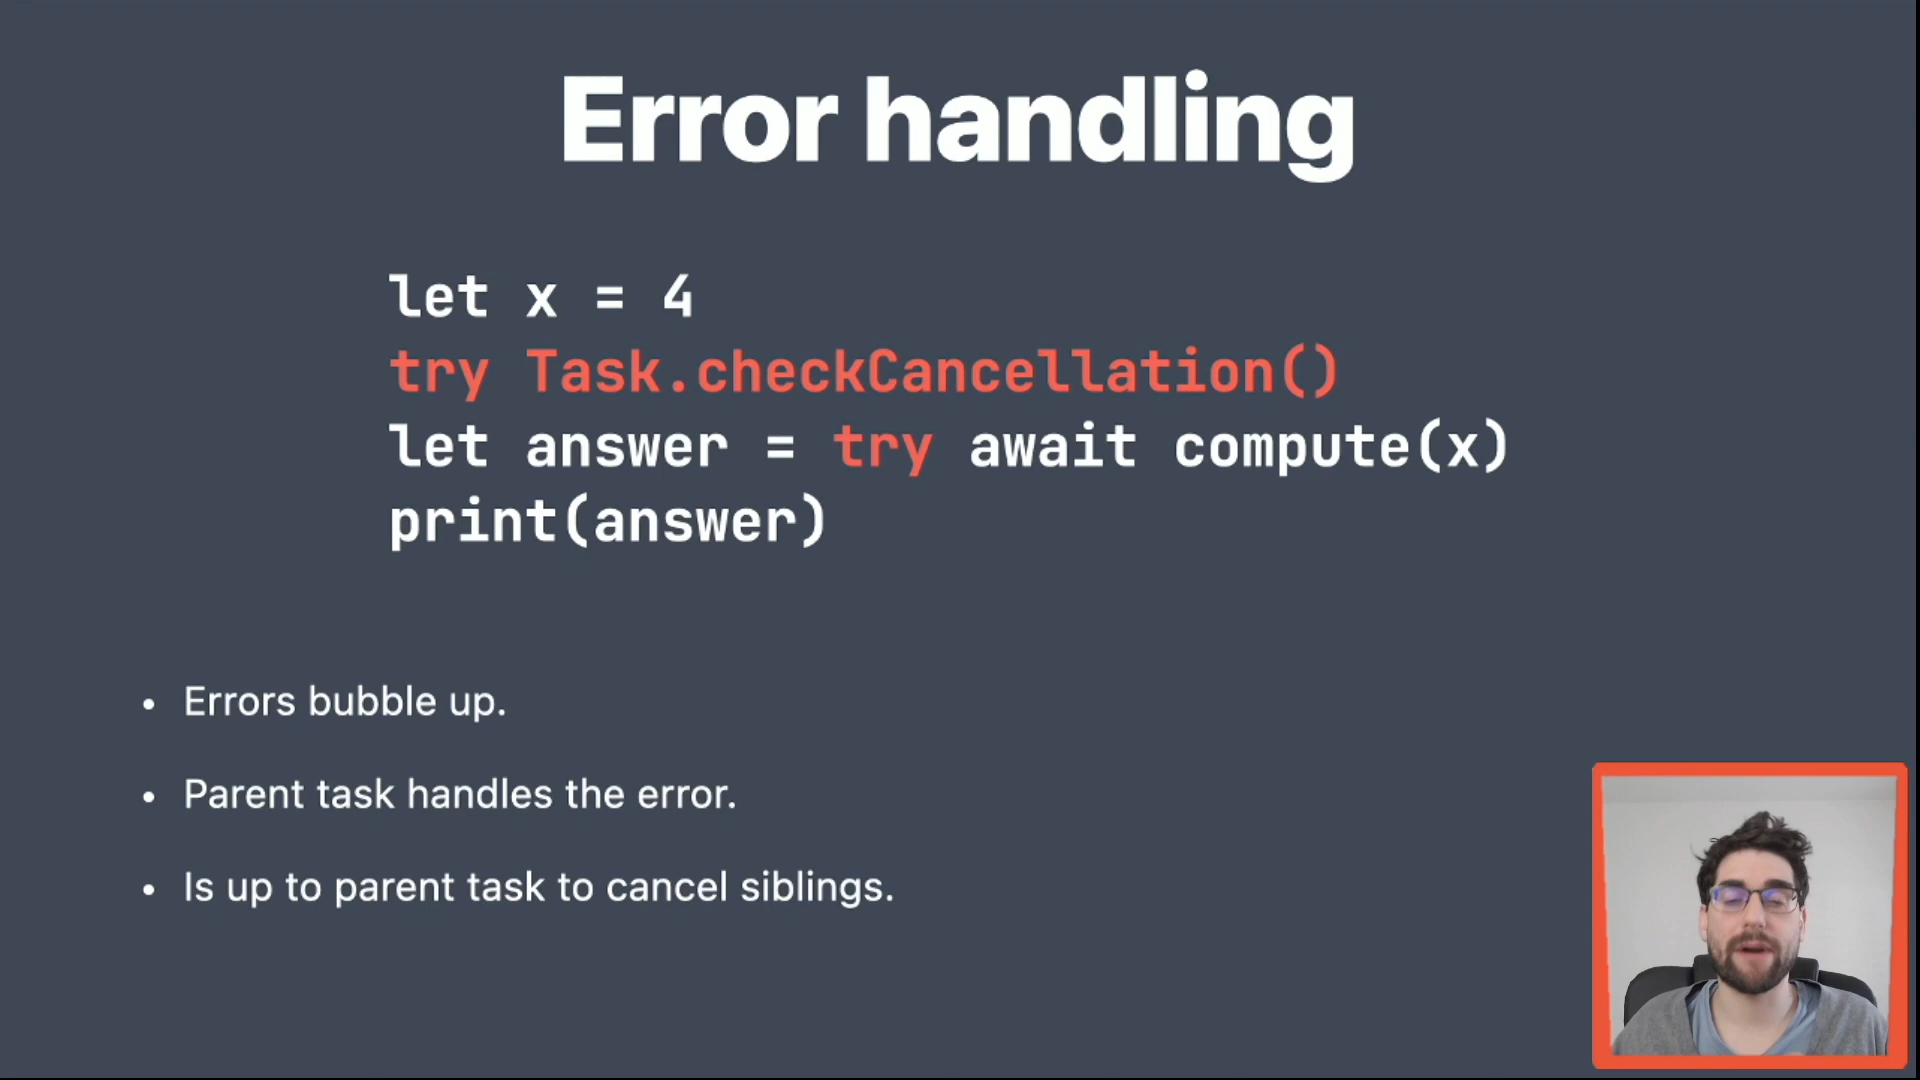 Error handling
let x = 4
try Task.checkCancellation()
let answer = try await compute(x)
print(answer)
• Errors bubble up.
• Parent task handles the error.
• Is up to parent task to cancel siblings.